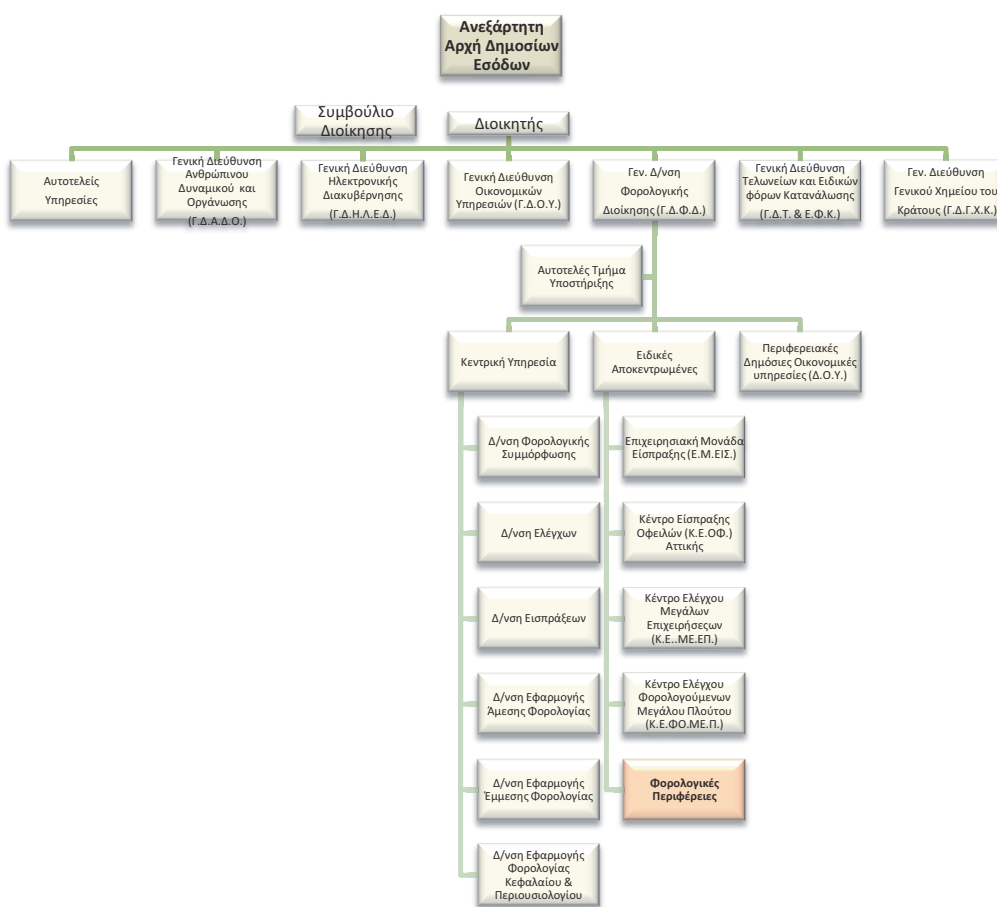 Ανεξάρτητη
Αρχή Δημοσίων
Εσόδων
Συμβούλιο
Διοίκησης
Διοικητής
Αυτοτελείς
Υπηρεσίες
Γενική Διεύθυνση
Ανθρώπινου
Δυναμικού και
Οργάνωσης
(Γ.Δ.Α.Δ.Ο.)
Γενική Διεύθυνση
Ηλεκτρονικής
Διακυβέρνησης
(Γ.Δ.Η.Λ.Ε.Δ.)
Γενική Διεύθυνση
Οικονομικών
Υπηρεσιών (Γ.Δ.Ο.Υ.)
Γεν. Δ/νση
Φορολογικής
Διοίκησης (Γ.Δ.Φ.Δ.)
Γενική Διεύθυνση
Τελωνείων και Ειδικών
φόρων Κατανάλωσης
(Γ.Δ.Τ. & Ε.Φ.Κ.)
Γεν. Διεύθυνση
Γενικού Χημείου του
Κράτους (Γ.Δ.Γ.Χ.Κ.)
Αυτοτελές Τμήμα
Υποστήριξης
Κεντρική Υπηρεσία
Ειδικές
Αποκεντρωμένες
Περιφερειακές
Δημόσιες Οικονομικές
υπηρεσίες (Δ.Ο.Υ.)
Δ/νση Φορολογικής
Συμμόρφωσης
Δ/νση Ελέγχων
Δ/νση Εισπράξεων
Δ/νση Εφαρμογής
Άμεσης Φορολογίας
Δ/νση Εφαρμογής
Έμμεσης Φορολογίας
Δ/νση Εφαρμογής
Φορολογίας
Κεφαλαίου &
Περιουσιολογίου
Επιχειρησιακή Μονάδα
Είσπραξης (Ε.Μ.ΕΙΣ.)
Κέντρο Είσπραξης
Οφειλών (Κ.Ε.ΟΦ.)
Αττικής
Κέντρο Ελέγχου
Μεγάλων
Επιχειρήσεςων
(Κ.Ε..ΜΕ.ΕΠ.)
Κέντρο Ελέγχου
Φορολογούμενων
Μεγάλου Πλούτου
(Κ.Ε.ΦΟ.ΜΕ.Π.)
Φορολογικές
Περιφέρειες